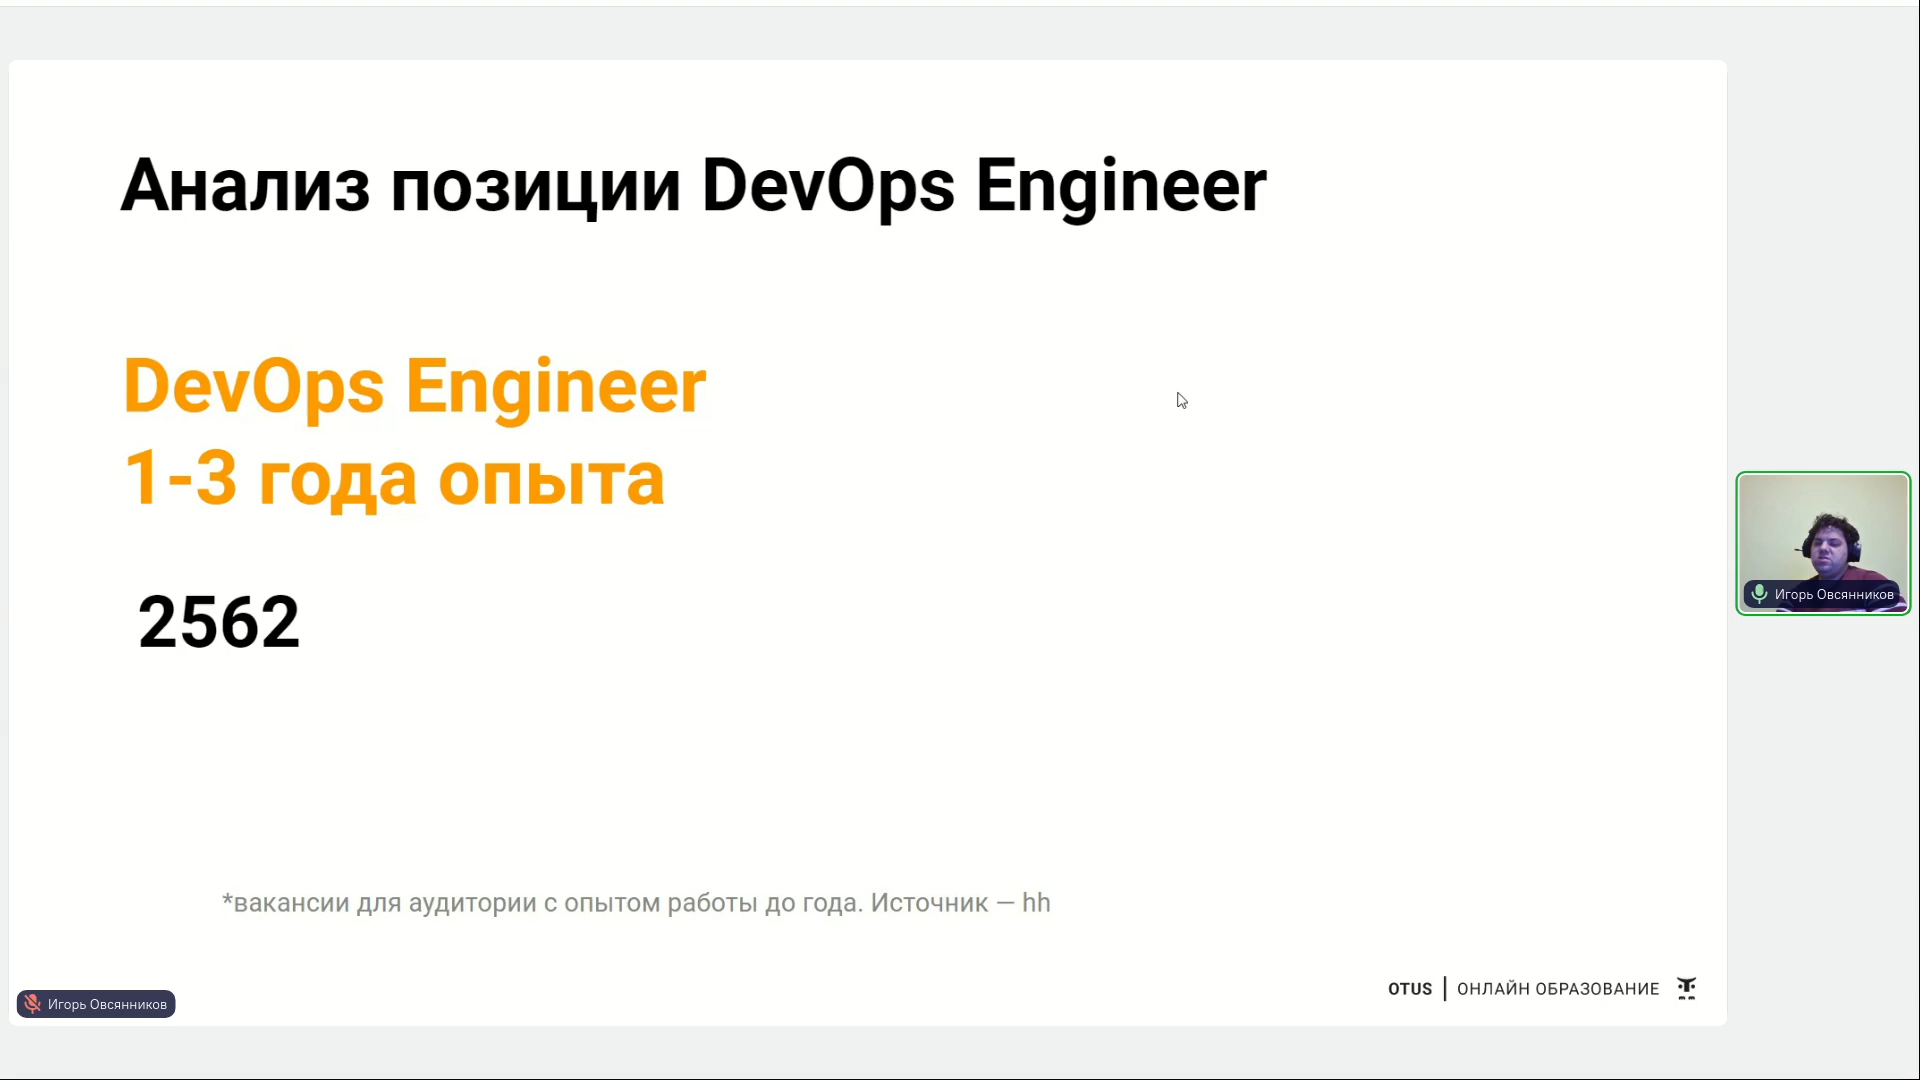 Анализ позиции DevOps Engineer
DevOps Engineer
1-3 года опыта
2562
*вакансии для аудитории с опытом работы до года. Источник — hh
OTUS | ОНЛАЙН ОБРАЗОВАНИЕ
Игорь Овсянников
Игорь Овсянников